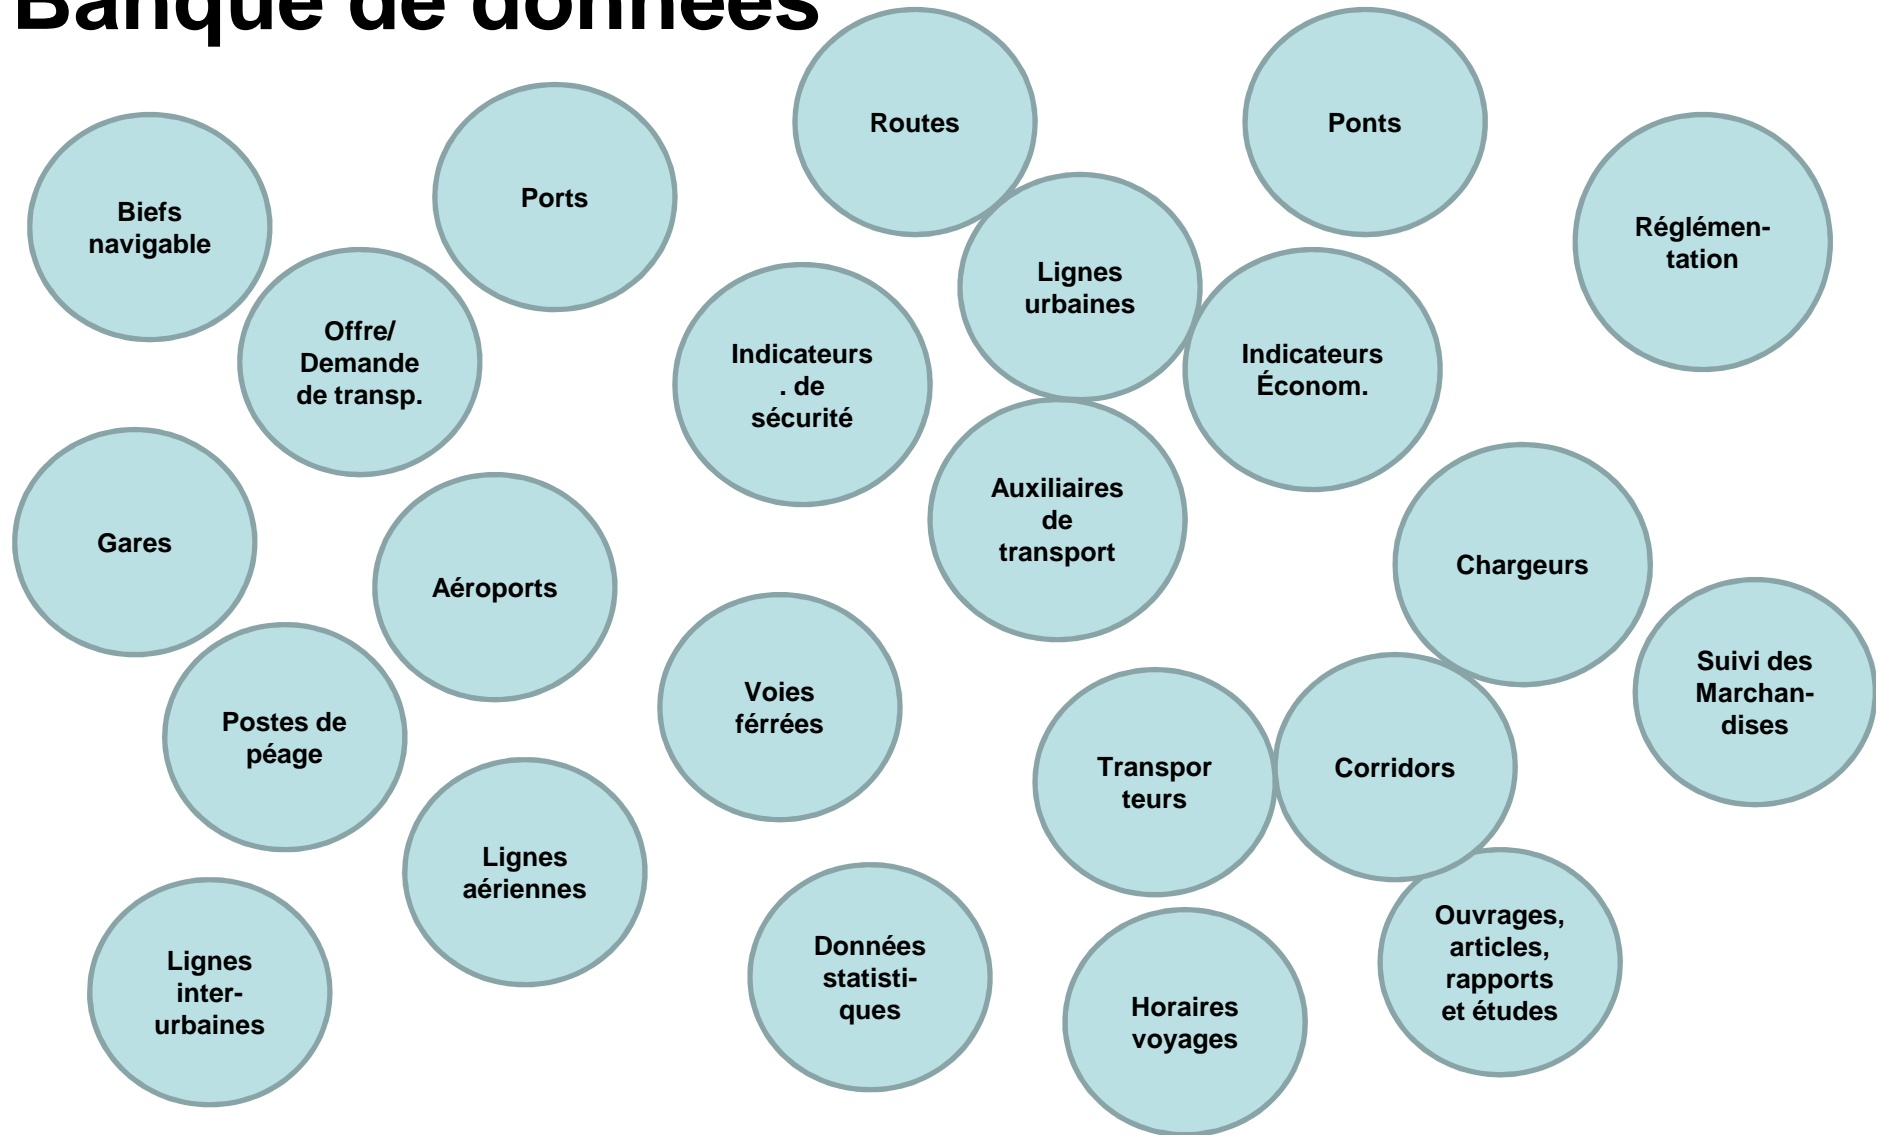 Banque de données
Routes
Ponts
Ports
Biefs
navigable
Réglémen-
tation
Lignes
urbaines
Offre/
Demande
de transp.
Indicateurs
. de
sécurité
Indicateurs
Économ.
Auxiliaires
de
transport
Gares
Aéroports
Chargeurs
Postes de
péage
Voies
férrées
Suivi des
Marchan-
dises
Transpor
teurs
Corridors
Lignes
aériennes
Lignes
inter-
urbaines
Données
statisti-
ques
Horaires
voyages
Ouvrages,
articles,
rapports
et études